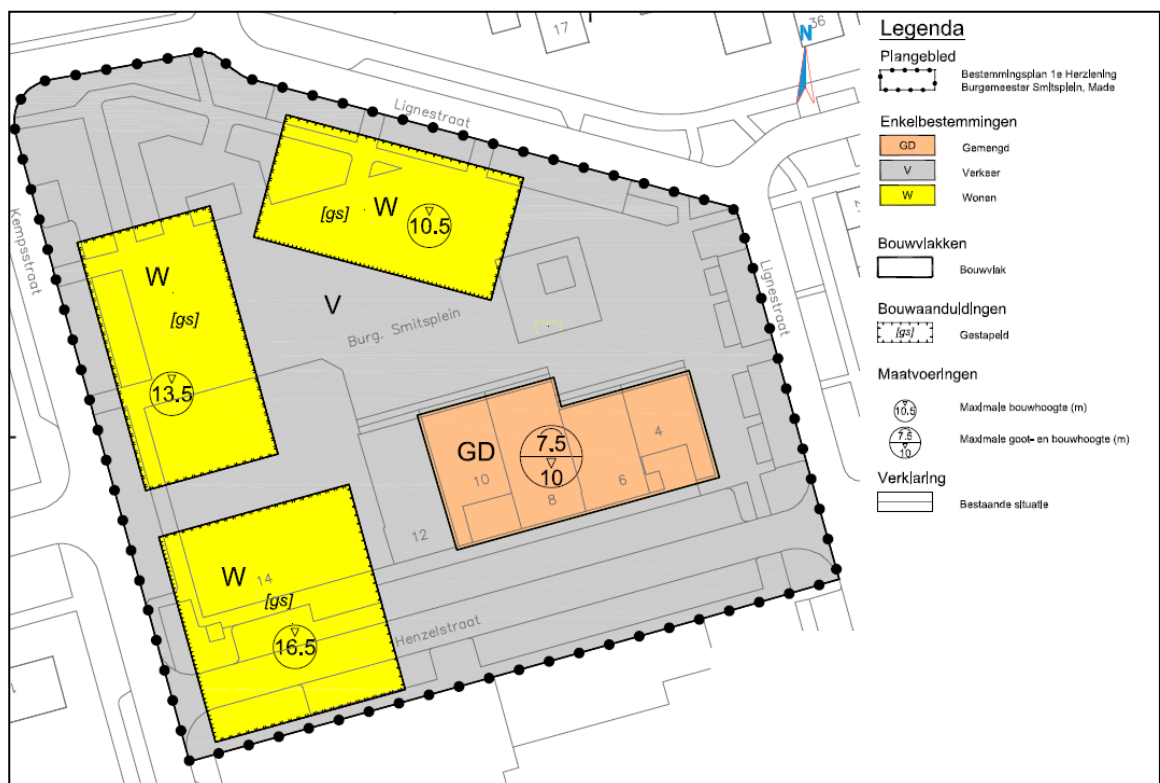 17
36
N
Lignestraat
Kempsstraat
W
[gs]
10.5
W
[gs]
13.5
V
Burg. Smitsplein
Lignestraat
GD
7.5
10
10
8
6
4
12
W
14
[gs]
16.5
Henzelstraat
Legenda
Plangebied
Bestemmingsplan 1e Herziening
Burgemeester Smitsplein, Made
Enkelbestemmingen
GD Gemengd
V Verkeer
W Wonen
Bouwvlakken
Bouwvlak
Bouwaanduidingen
[gs] Gestapeld
Maatvoeringen
10.5 Maximale bouwhoogte (m)
7.5
10
Maximale goot- en bouwhoogte (m)
Verklaring
Bestaande situatie